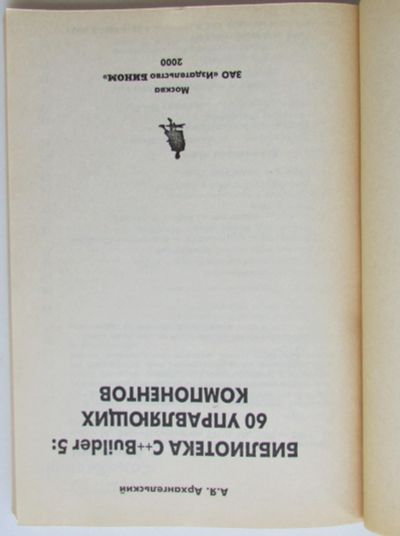 А.Я. Архангельский
БИБЛИОТЕКА C++Builder 5:
60 УПРАВЛЯЮЩИХ
КОМПОНЕНТОВ
Москва
ЗАО «Издательство БИНОМ»
2000